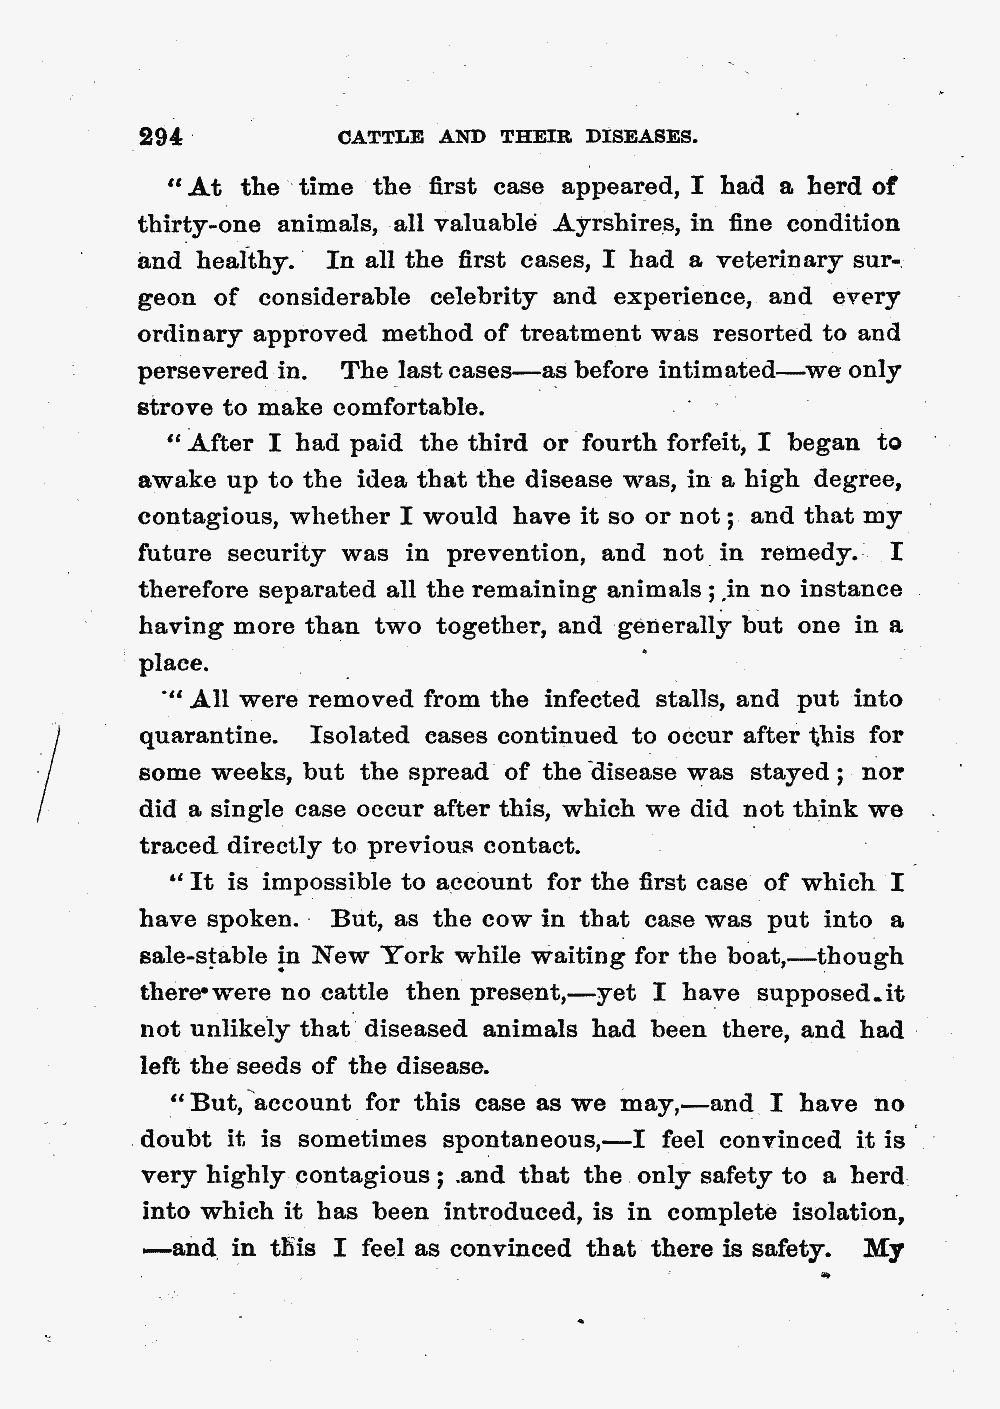 294 CATTLE AND THEIR DISEASES.
“At the time the first case appeared, I had a herd of
thirty-one animals, all valuable Ayrshires, in fine condition
and healthy. In all the first cases, I had a veterinary sur-
geon of considerable celebrity and experience, and every
ordinary approved method of treatment was resorted to and
persevered in. The last cases—as before intimated—we only
strove to make comfortable.
“After I had paid the third or fourth forfeit, I began to
awake up to the idea that the disease was, in a high degree,
contagious, whether I would have it so or not; and that my
future security was in prevention, and not in remedy. I
therefore separated all the remaining animals; in no instance
having more than two together, and generally but one in a
place.
“All were removed from the infected stalls, and put into
quarantine. Isolated cases continued to occur after this for
some weeks, but the spread of the disease was stayed; nor
did a single case occur after this, which we did not think we
traced directly to previous contact.
“It is impossible to account for the first case of which I
have spoken. But, as the cow in that case was put into a
sale-stable in New York while waiting for the boat,—though
there were no cattle then present,—yet I have supposed it
not unlikely that diseased animals had been there, and had
left the seeds of the disease.
“But, account for this case as we may,—and I have no
doubt it is sometimes spontaneous,—I feel convinced it is
very highly contagious; and that the only safety to a herd
into which it has been introduced, is in complete isolation,
—and in this I feel as convinced that there is safety. My